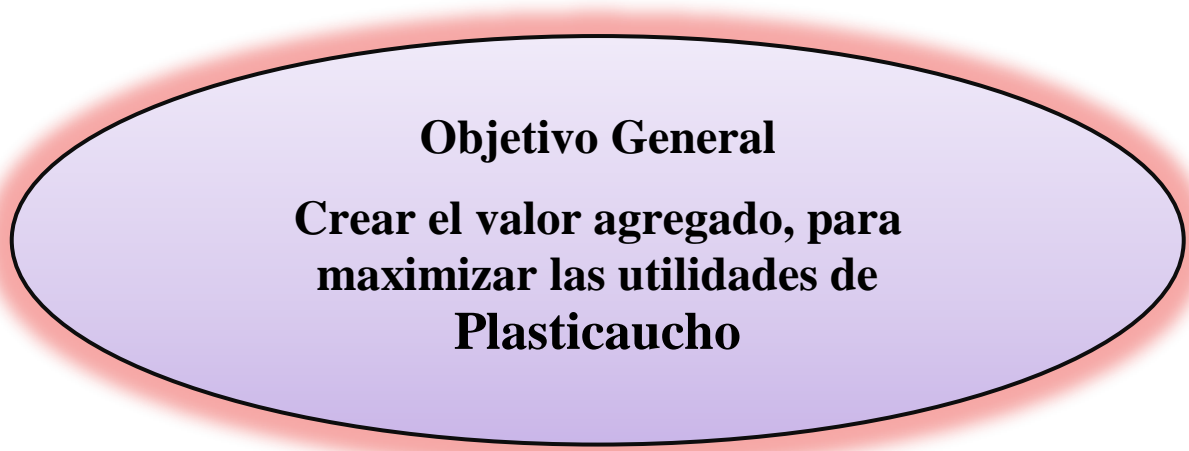 Objetivo General
Crear el valor agregado, para
maximizar las utilidades de
Plasticaucho